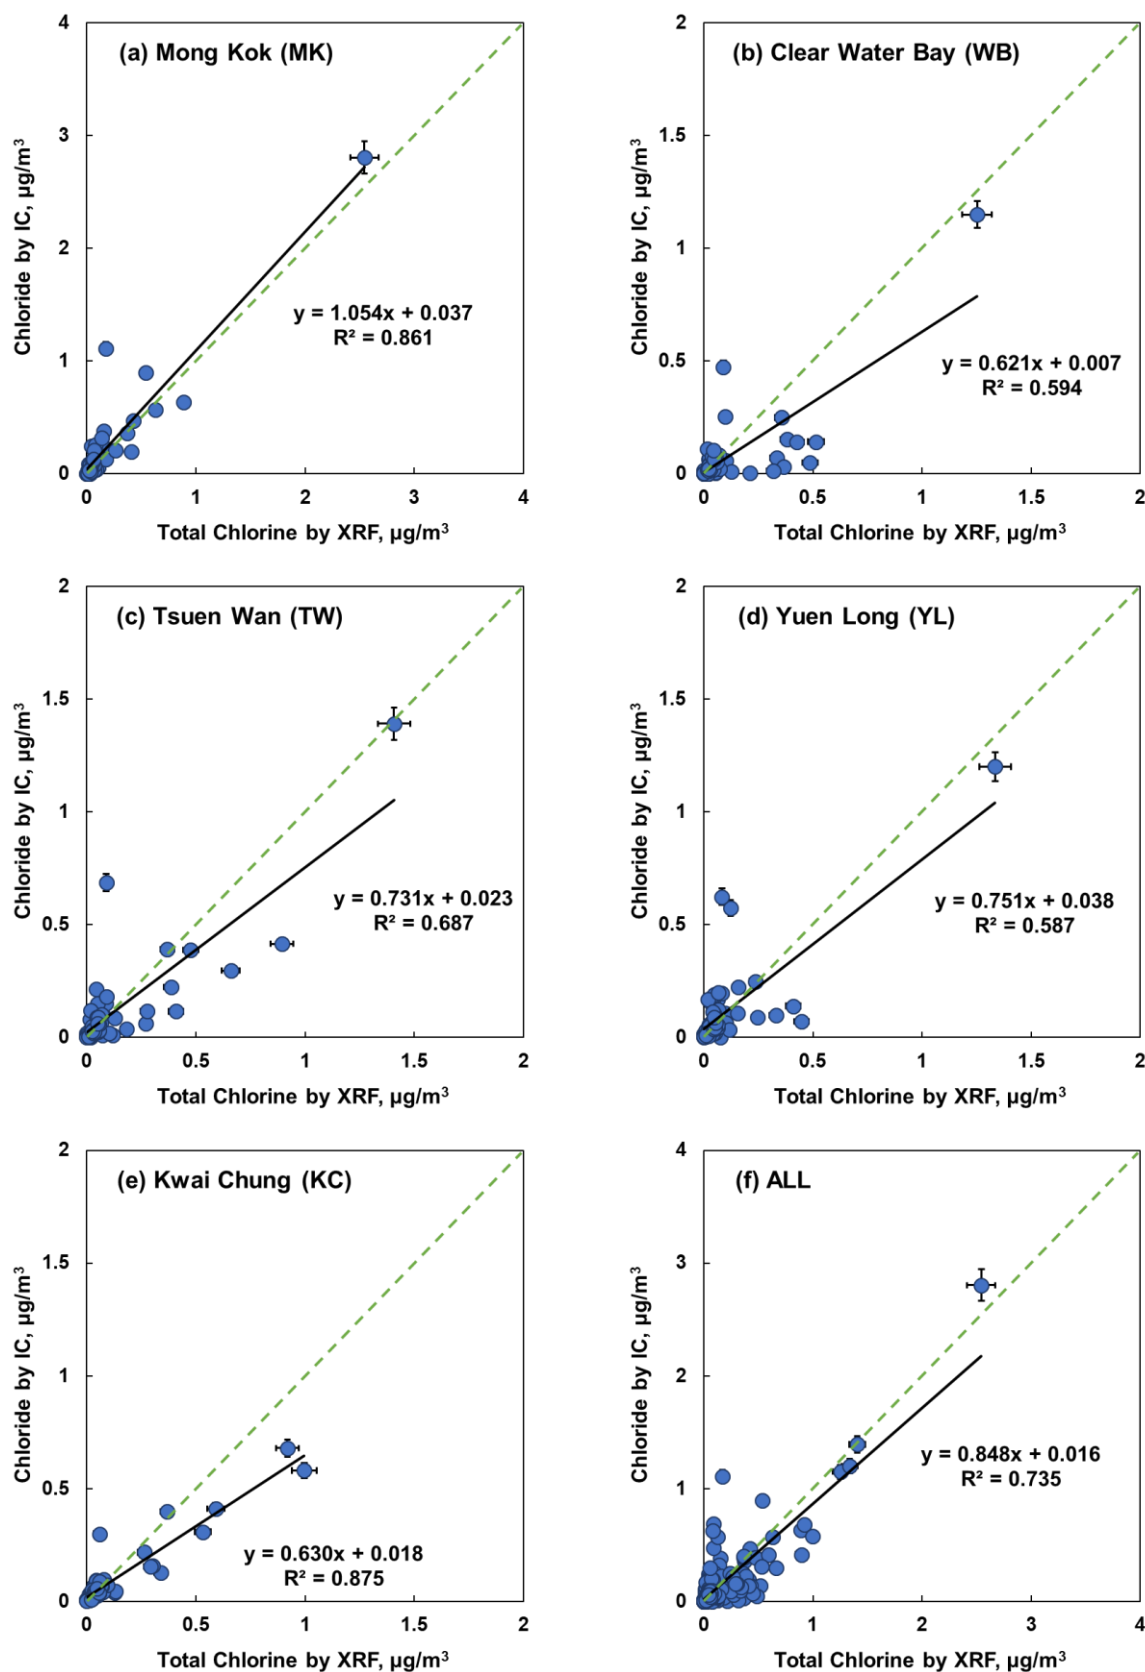 (a) Mong Kok (MK)
4
3
2
1
0
Chloride by IC, µg/m³
y = 1.054x + 0.037
R² = 0.861
0 1 2 3 4
Total Chlorine by XRF, µg/m³
(b) Clear Water Bay (WB)
2
1.5
1
0.5
0
Chloride by IC, µg/m³
y = 0.621x + 0.007
R² = 0.594
0 0.5 1 1.5 2
Total Chlorine by XRF, µg/m³
(c) Tsuen Wan (TW)
2
1.5
1
0.5
0
Chloride by IC, µg/m³
y = 0.731x + 0.023
R² = 0.687
0 0.5 1 1.5 2
Total Chlorine by XRF, µg/m³
(d) Yuen Long (YL)
2
1.5
1
0.5
0
Chloride by IC, µg/m³
y = 0.751x + 0.038
R² = 0.587
0 0.5 1 1.5 2
Total Chlorine by XRF, µg/m³
(e) Kwai Chung (KC)
2
1.5
1
0.5
0
Chloride by IC, µg/m³
y = 0.630x + 0.018
R² = 0.875
0 0.5 1 1.5 2
Total Chlorine by XRF, µg/m³
(f) ALL
4
3
2
1
0
Chloride by IC, µg/m³
y = 0.848x + 0.016
R² = 0.735
0 1 2 3 4
Total Chlorine by XRF, µg/m³